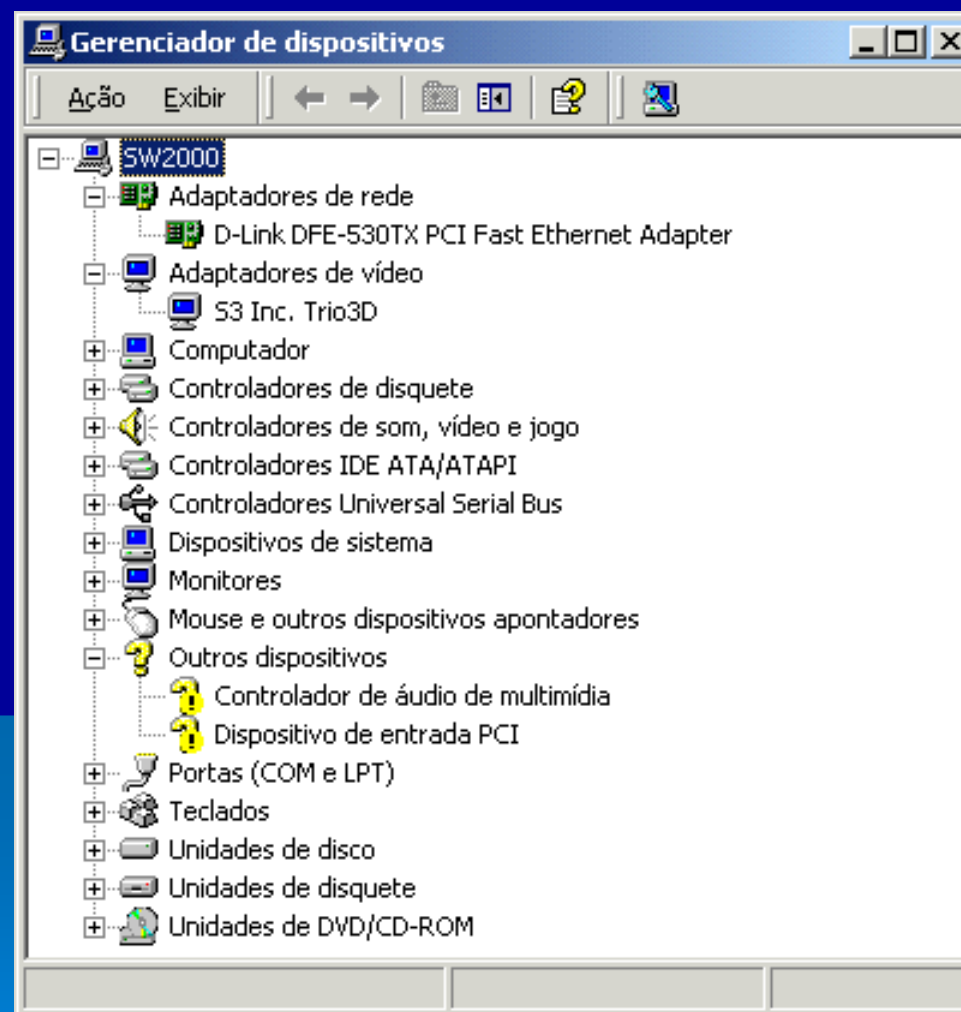 Gerenciador de dispositivos
Ação Exibir
SW2000
Adaptadores de rede
D-Link DFE-530TX PCI Fast Ethernet Adapter
Adaptadores de vídeo
S3 Inc. Trio3D
Computador
Controladores de disquete
Controladores de som, vídeo e jogo
Controladores IDE ATA/ATAPI
Controladores Universal Serial Bus
Dispositivos de sistema
Monitores
Mouse e outros dispositivos apontadores
Outros dispositivos
Controlador de áudio de multimídia
Dispositivo de entrada PCI
Portas (COM e LPT)
Teclados
Unidades de disco
Unidades de disquete
Unidades de DVD/CD-ROM